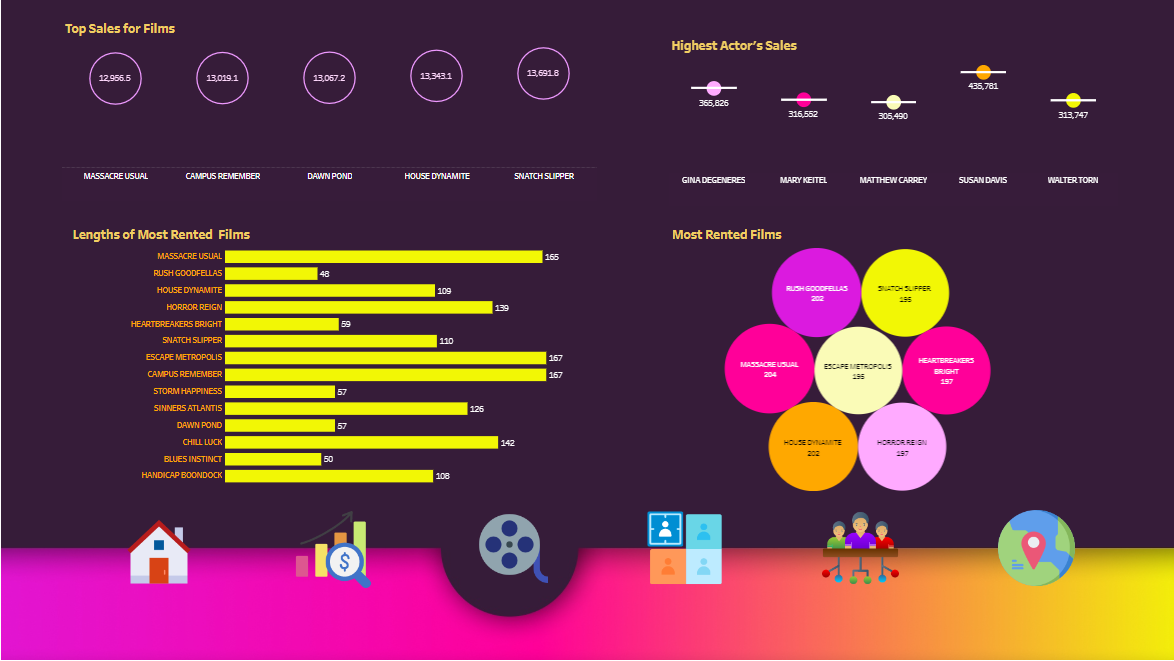 Top Sales for Films
12,956.5
13,019.1
13,067.2
13,343.1
13,691.8
MASSACRE USUAL
CAMPUS REMEMBER
DAWN POND
HOUSE DYNAMITE
SNATCH SLIPPER
Highest Actor's Sales
365,826
316,552
305,490
435,781
313,747
GINA DEGENERES
MARY KEITEL
MATTHEW CARREY
SUSAN DAVIS
WALTER TORN
Lengths of Most Rented Films
MASSACRE USUAL 165
RUSH GOODFELLAS 48
HOUSE DYNAMITE 109
HORROR REIGN 139
HEARTBREAKERS BRIGHT 59
SNATCH SLIPPER 110
ESCAPE METROPOLIS 167
CAMPUS REMEMBER 167
STORM HAPPINESS 57
SINNERS ATLANTIS 126
DAWN POND 57
CHILL LUCK 142
BLUES INSTINCT 50
HANDICAP BOONDOCK 108
Most Rented Films
RUSH GOODFELLAS
202
SNATCH SLIPPER
195
MASSACRE USUAL
204
ESCAPE METROPOLIS
195
HEARTBREAKERS
BRIGHT
197
HOUSE DYNAMITE
202
HORROR REIGN
197
$